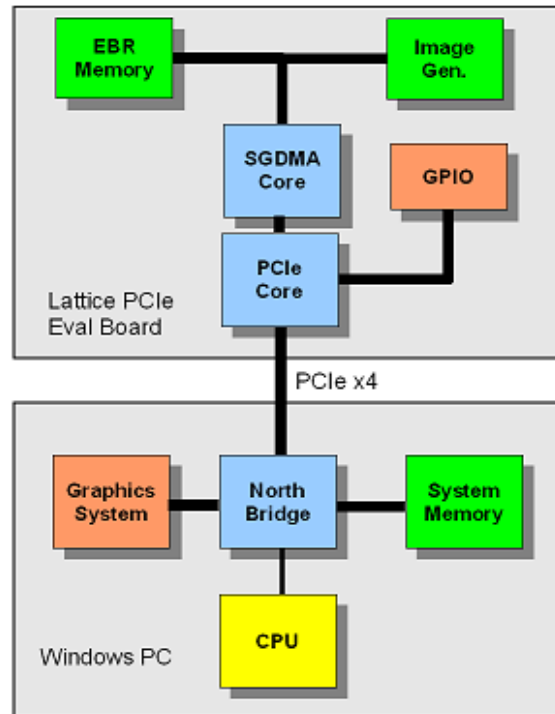 EBR
Memory
Image
Gen.
SGDMA
Core
GPIO
PCIe
Core
Lattice PCIe
Eval Board
PCIe x4
Graphics
System
North
Bridge
System
Memory
CPU
Windows PC